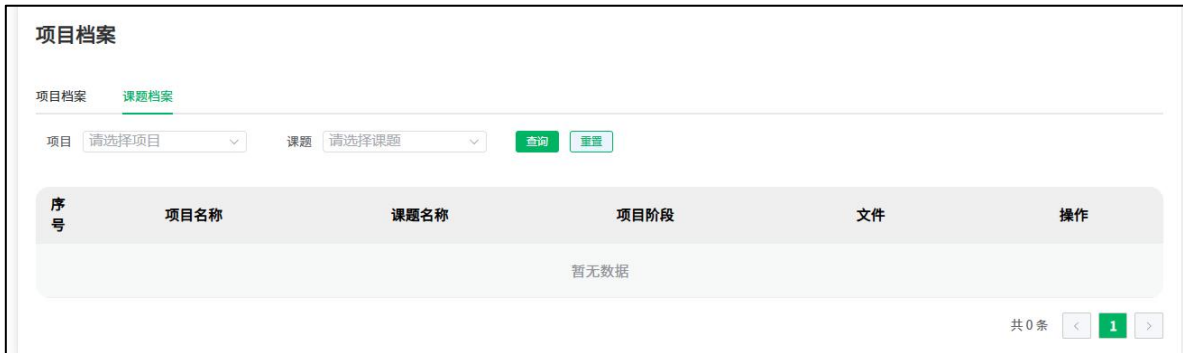 项目档案
项目档案 课题档案
项目 请选择项目 课题 请选择课题 查询 重置
序号 项目名称 课题名称 项目阶段 文件 操作
暂无数据
共 0 条 < 1 >